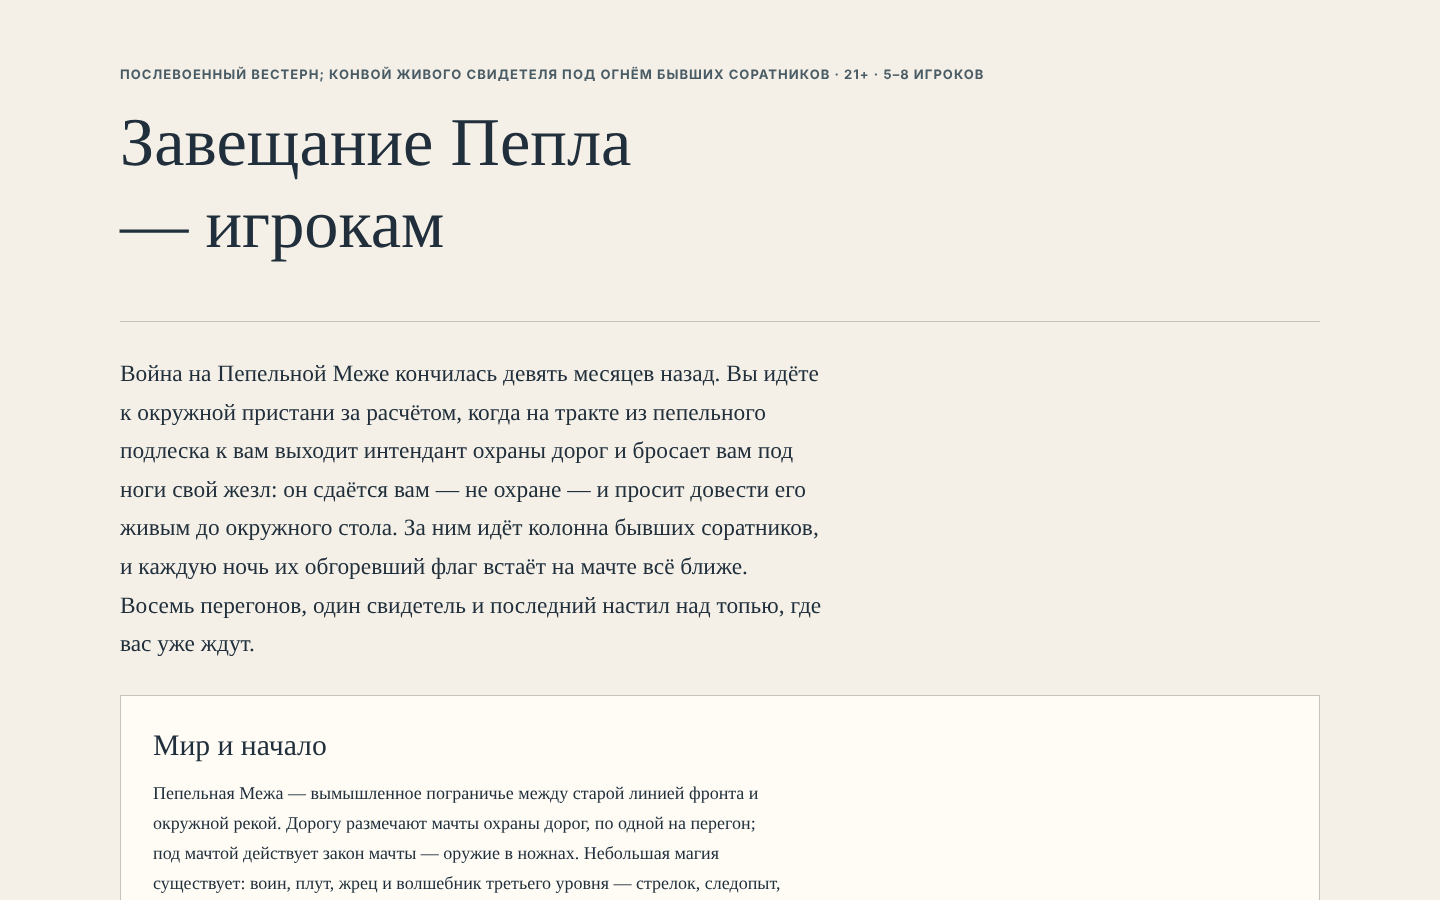 ПОСЛЕВОЕННЫЙ ВЕСТЕРН; КОНВОЙ ЖИВОГО СВИДЕТЕЛЯ ПОД ОГНЁМ БЫВШИХ СОРАТНИКОВ · 21+ · 5–8 ИГРОКОВ
Завещание Пепла
— игрокам
Война на Пепельной Меже кончилась девять месяцев назад. Вы идёте
к окружной пристани за расчётом, когда на тракте из пепельного
подлеска к вам выходит интендант охраны дорог и бросает вам под
ноги свой жезл: он сдаётся вам — не охране — и просит довести его
живым до окружного стола. За ним идёт колонна бывших соратников,
и каждую ночь их обгоревший флаг встаёт на мачте всё ближе.
Восемь перегонов, один свидетель и последний настил над топью, где
вас уже ждут.
Мир и начало
Пепельная Межа — вымышленное пограничье между старой линией фронта и
окружной рекой. Дорогу размечают мачты охраны дорог, по одной на перегон;
под мачтой действует закон мачты — оружие в ножнах. Небольшая магия
существует: воин, плут, жрец и волшебник третьего уровня — стрелок, следопыт,